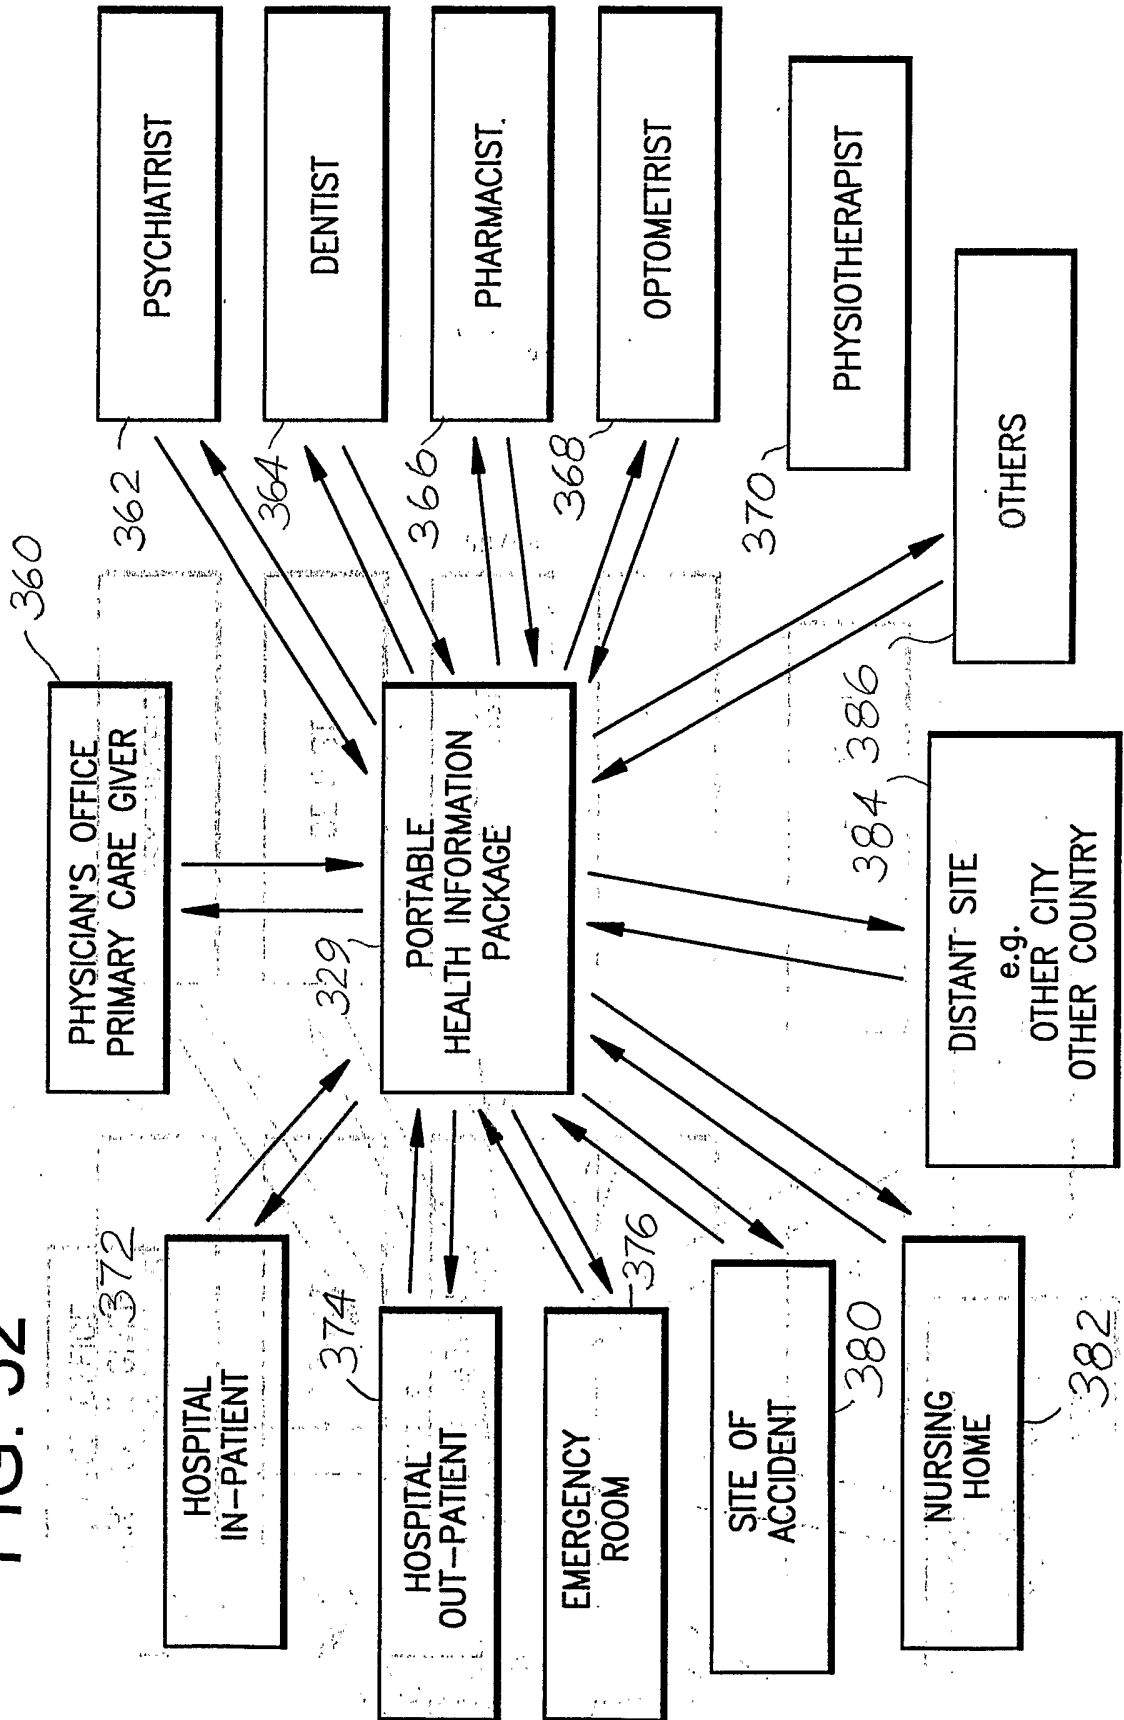 FIG. 32
360
PHYSICIAN'S OFFICE
PRIMARY CARE GIVER
372
HOSPITAL
IN-PATIENT
374
HOSPITAL
OUT-PATIENT
EMERGENCY
ROOM
376
SITE OF
ACCIDENT
380
NURSING
HOME
382
329
PORTABLE
HEALTH INFORMATION
PACKAGE
362
PSYCHIATRIST
364
DENTIST
366
PHARMACIST.
368
OPTOMETRIST
370
PHYSIOTHERAPIST
386
OTHERS
384
DISTANT SITE
e.g.
OTHER CITY
OTHER COUNTRY